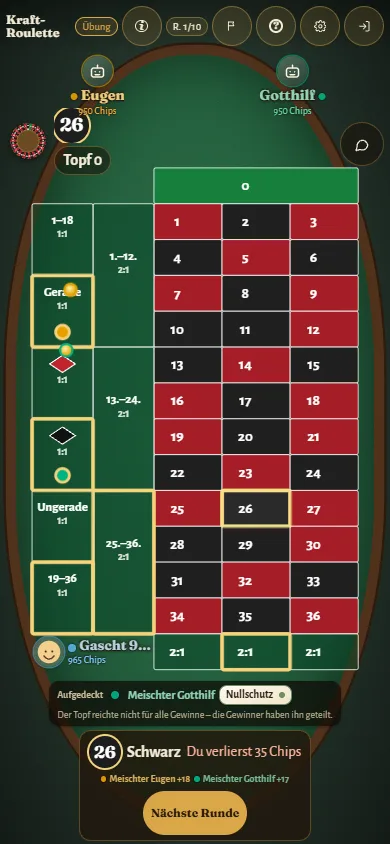 Kraft-
Roulette
Übung
R. 1/10
Eugen
950 Chips
Gotthilf
950 Chips
26
Topf 0
0
1–18
1:1
1.–12.
2:1
1 2 3
4 5 6
Gerade
1:1
7 8 9
10 11 12
1:1
13.–24.
2:1
13 14 15
16 17 18
1:1
19 20 21
22 23 24
Ungerade
1:1
25.–36.
2:1
25 26 27
28 29 30
19–36
1:1
31 32 33
34 35 36
Gascht 9...
965 Chips
2:1 2:1 2:1
Aufgedeckt Meischter Gotthilf Nullschutz
Der Topf reichte nicht für alle Gewinne – die Gewinner haben ihn geteilt.
26 Schwarz Du verlierst 35 Chips
Meischter Eugen +18 Meischter Gotthilf +17
Nächste Runde